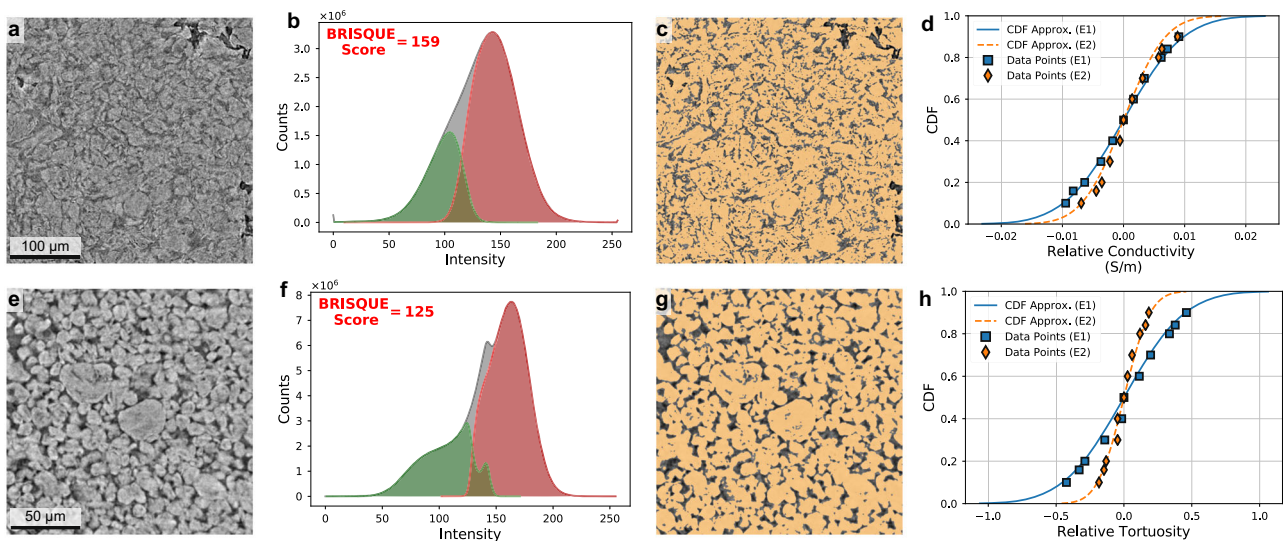 a
100 µm
b
×10⁶
BRISQUE
Score = 159
3.0
2.5
2.0
1.5
1.0
0.5
0.0
Counts
0 50 100 150 200 250
Intensity
c
d
CDF Approx. (E1)
CDF Approx. (E2)
Data Points (E1)
Data Points (E2)
1.0
0.8
0.6
0.4
0.2
0.0
CDF
−0.02 −0.01 0.00 0.01 0.02
Relative Conductivity
(S/m)
e
50 µm
f
×10⁶
BRISQUE
Score = 125
8
7
6
5
4
3
2
1
0
Counts
0 50 100 150 200 250
Intensity
g
h
CDF Approx. (E1)
CDF Approx. (E2)
Data Points (E1)
Data Points (E2)
1.0
0.8
0.6
0.4
0.2
0.0
CDF
−1.0 −0.5 0.0 0.5 1.0
Relative Tortuosity